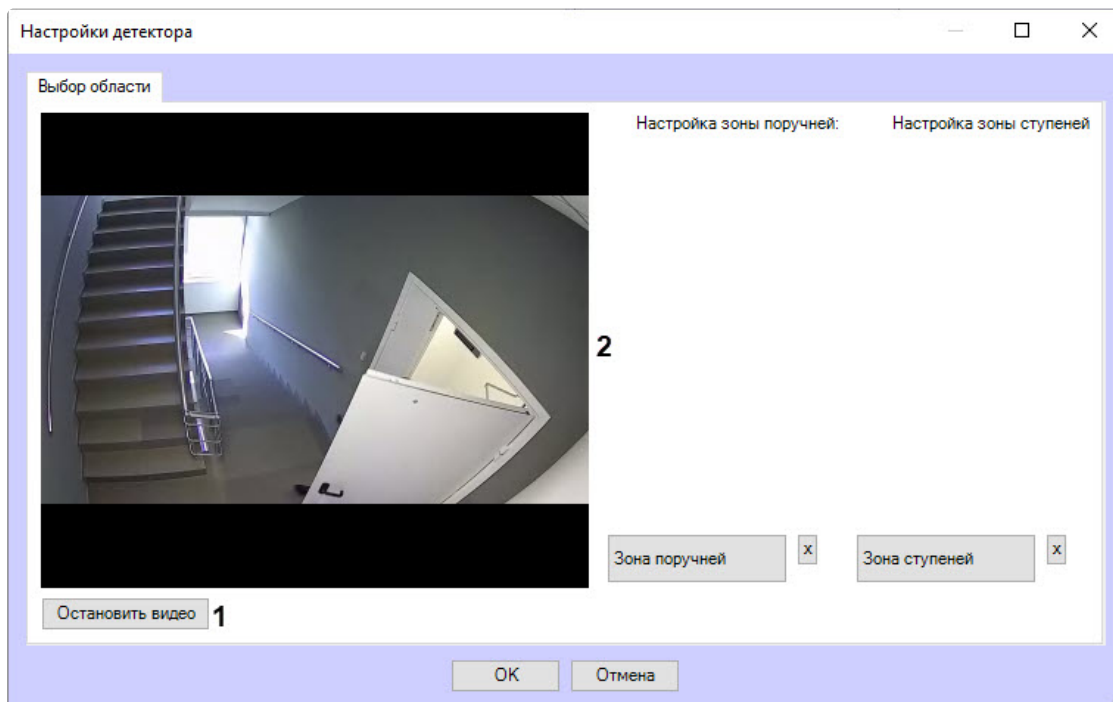 Настройки детектора
Выбор области
Настройка зоны поручней:
Настройка зоны ступеней
2
Зона поручней
x
Зона ступеней
x
Остановить видео
1
OK
Отмена